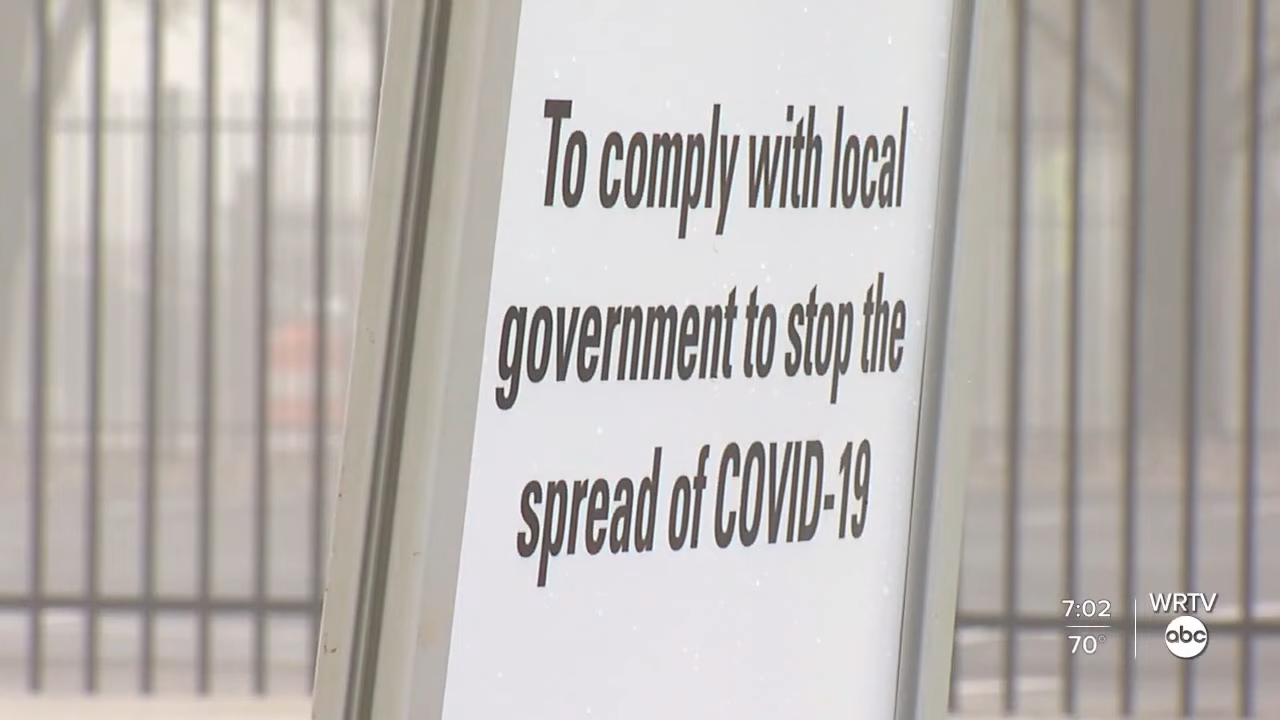 To comply with local
government to stop the
spread of COVID-19
7:02
70°
WRTV
abc